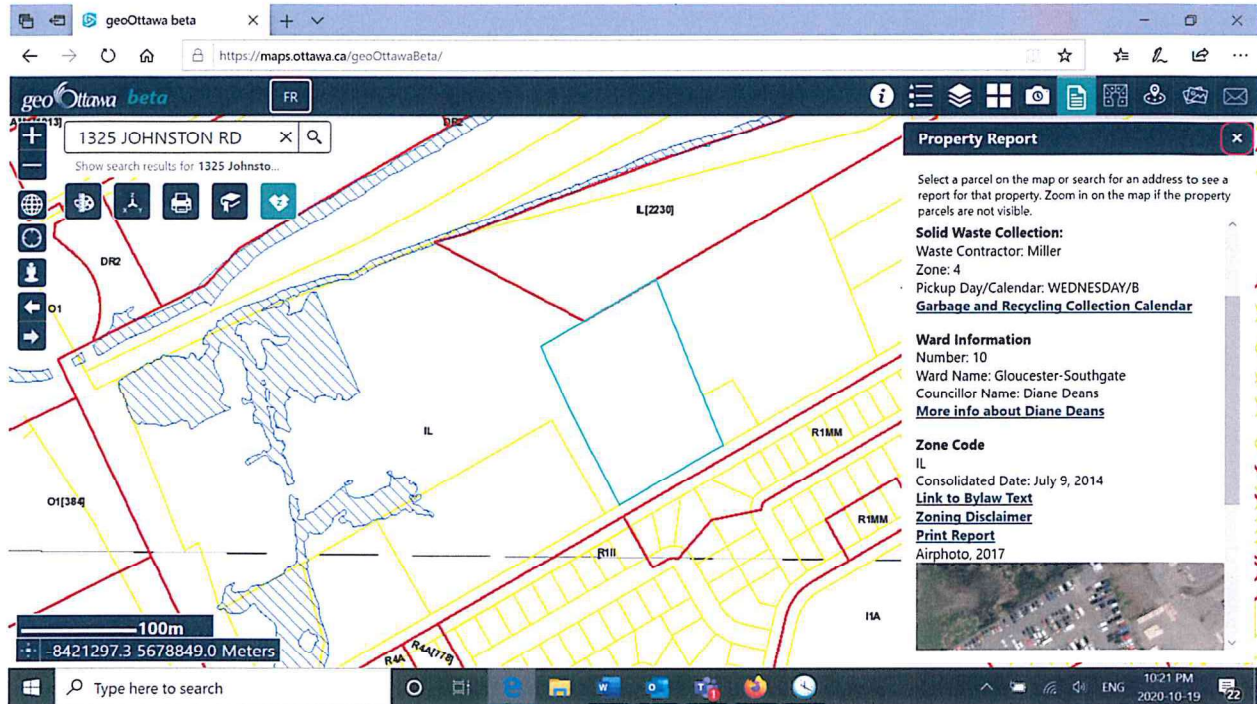 geoOttawa beta
https://maps.ottawa.ca/geoOttawaBeta/
geoOttawa beta
FR
1325 JOHNSTON RD
Show search results for 1325 Johnsto...
DR2
DR2
O1
IL[2230]
IL
O1[384]
R1MM
R1MM
R1II
I1A
R4A
R4A[778]
100m
-8421297.3 5678849.0 Meters
Property Report
Select a parcel on the map or search for an address to see a
report for that property. Zoom in on the map if the property
parcels are not visible.
Solid Waste Collection:
Waste Contractor: Miller
Zone: 4
Pickup Day/Calendar: WEDNESDAY/B
Garbage and Recycling Collection Calendar
Ward Information
Number: 10
Ward Name: Gloucester-Southgate
Councillor Name: Diane Deans
More info about Diane Deans
Zone Code
IL
Consolidated Date: July 9, 2014
Link to Bylaw Text
Zoning Disclaimer
Print Report
Airphoto, 2017
Type here to search
ENG
10:21 PM
2020-10-19
22